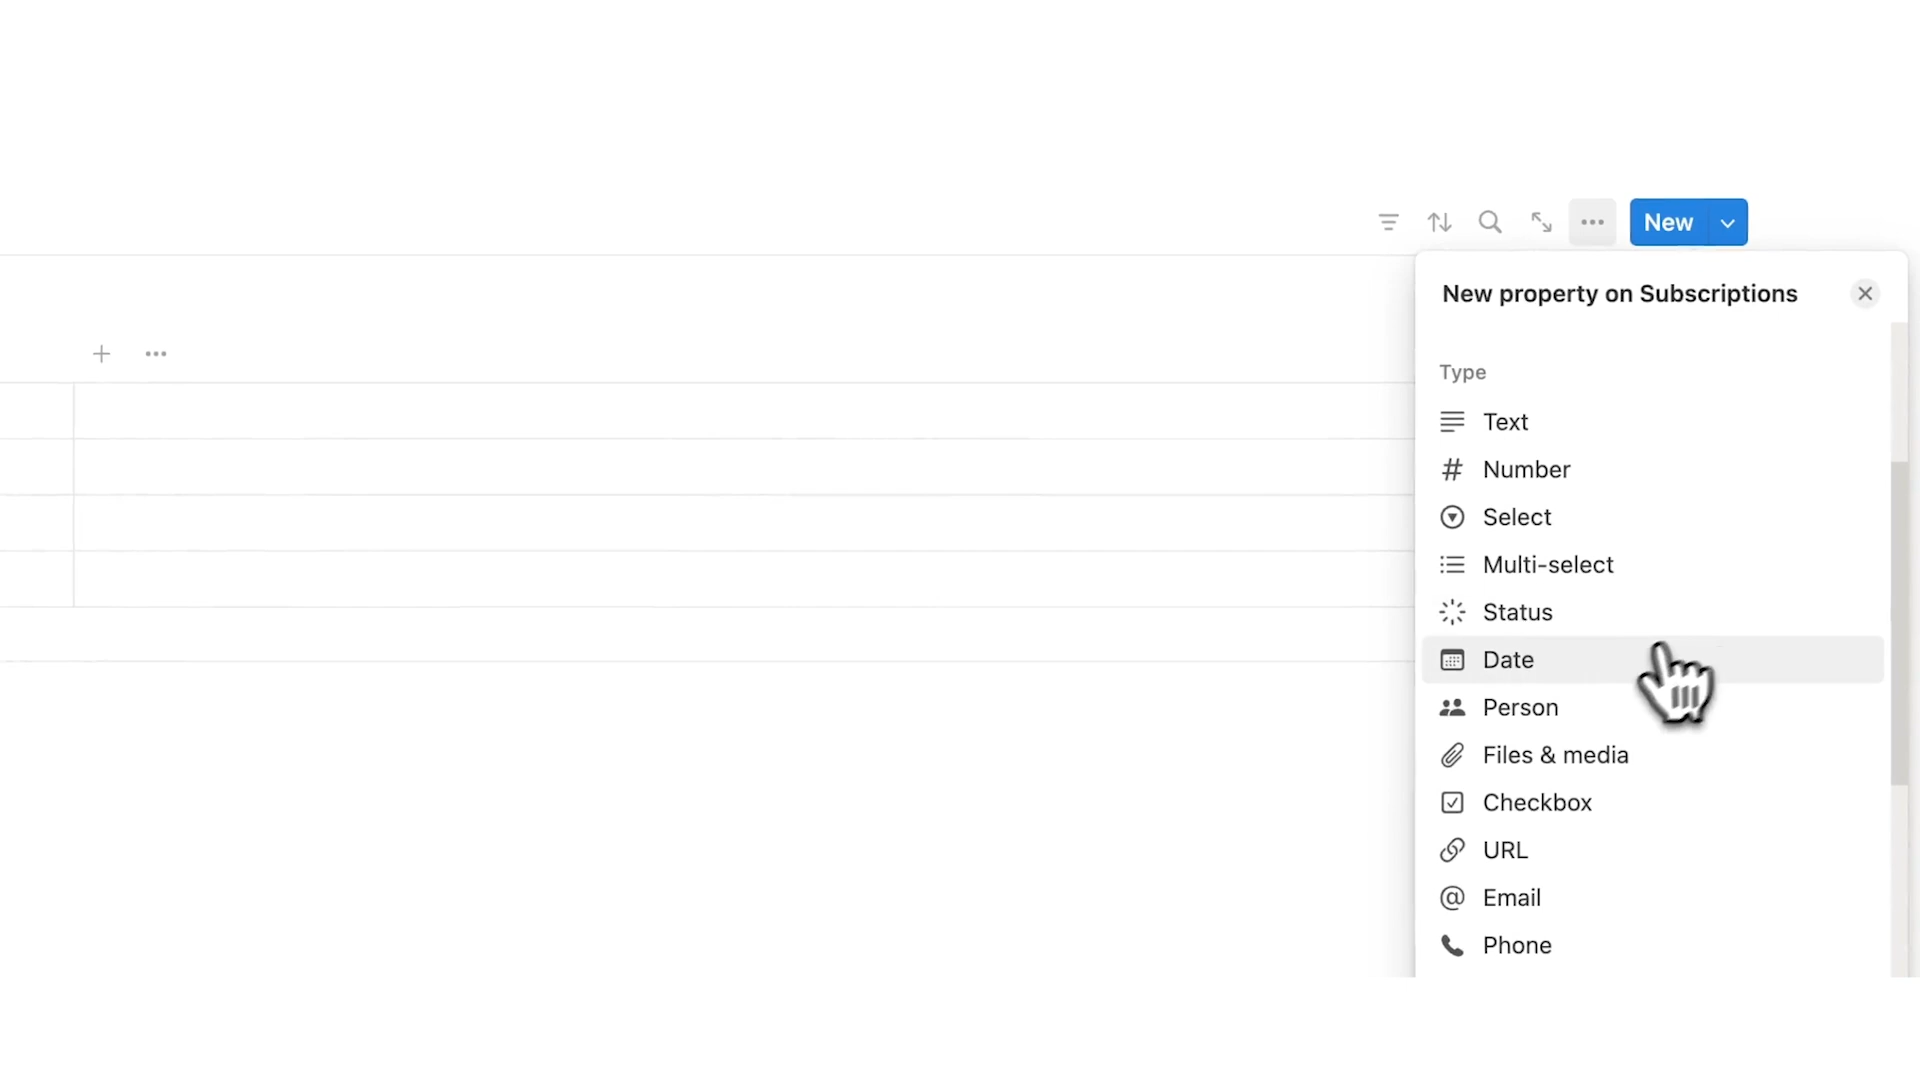 New
New property on Subscriptions
Type
Text
Number
Select
Multi-select
Status
Date
Person
Files & media
Checkbox
URL
Email
Phone